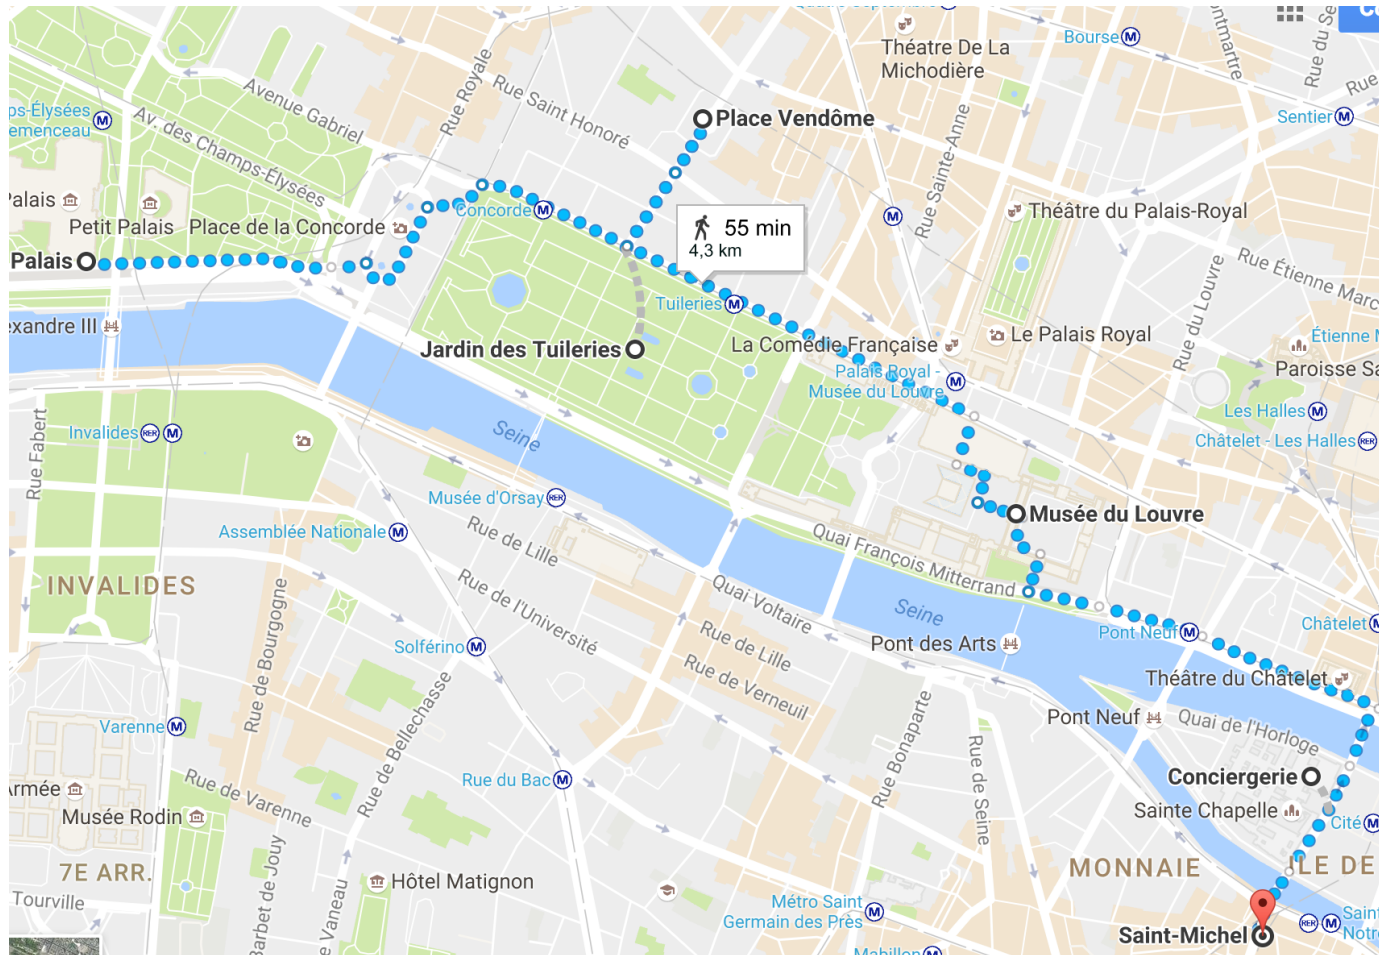 Théatre De La
Michodière
Bourse
Rue Royale
Avenue Gabriel
Rue Saint Honoré
Place Vendôme
Sentier
Av. des Champs-Élysées
Rue Sainte-Anne
Petit Palais
Place de la Concorde
Concorde
55 min
4,3 km
Théâtre du Palais-Royal
Palais
Rue du Louvre
Tuileries
Jardin des Tuileries
La Comédie Française
Le Palais Royal
Palais Royal -
Musée du Louvre
Les Halles
Châtelet - Les Halles
RER
Rue Fabert
Invalides
RER
Seine
Musée d'Orsay
RER
Musée du Louvre
Assemblée Nationale
Rue de Lille
Quai François Mitterrand
INVALIDES
Rue de Bourgogne
Rue de l'Université
Quai Voltaire
Seine
Pont Neuf
Châtelet
Solférino
Rue de Lille
Pont des Arts
Rue de Verneuil
Théâtre du Châtelet
Varenne
Rue de Bellechasse
Rue Bonaparte
Pont Neuf
Quai de l'Horloge
Rue de Seine
Rue du Bac
Conciergerie
Rue de Varenne
Sainte Chapelle
Cité
Musée Rodin
7E ARR.
MONNAIE
Hôtel Matignon
Métro Saint
Germain des Prés
RER
Saint-Michel